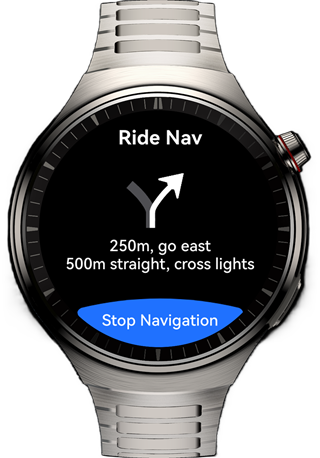 Ride Nav
250m, go east
500m straight, cross lights
Stop Navigation